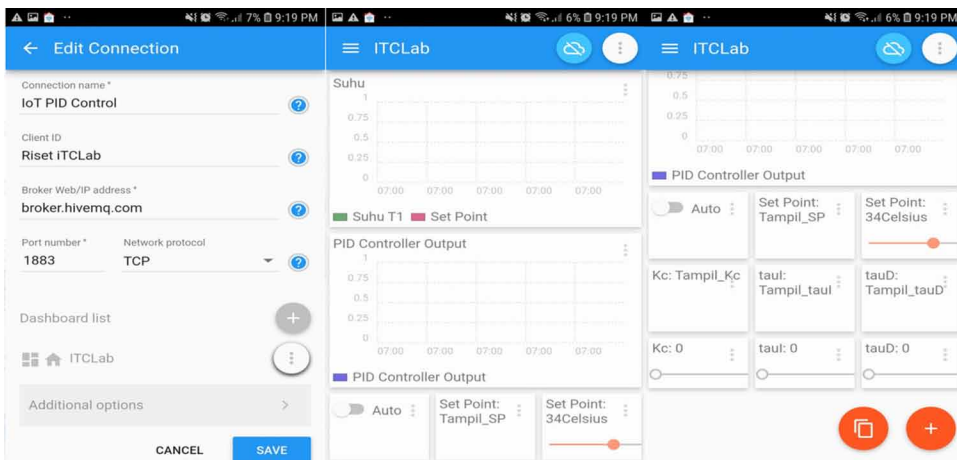 7% 9:19 PM
Edit Connection
Connection name *
IoT PID Control
Client ID
Riset iTCLab
Broker Web/IP address *
broker.hivemq.com
Port number * Network protocol
1883 TCP
Dashboard list
ITCLab
Additional options
CANCEL SAVE
6% 9:19 PM
ITCLab
Suhu
1
0.75
0.5
0.25
0
07:00 07:00 07:00 07:00 07:00
Suhu T1 Set Point
PID Controller Output
1
0.75
0.5
0.25
0
07:00 07:00 07:00 07:00 07:00
PID Controller Output
Auto
Set Point:
Tampil_SP
Set Point:
34Celsius
6% 9:19 PM
ITCLab
0.75
0.5
0.25
0
07:00 07:00 07:00 07:00 07:00
PID Controller Output
Auto
Set Point:
Tampil_SP
Set Point:
34Celsius
Kc: Tampil_Kc
tauI:
Tampil_tauI
tauD:
Tampil_tauD
Kc: 0 tauI: 0 tauD: 0